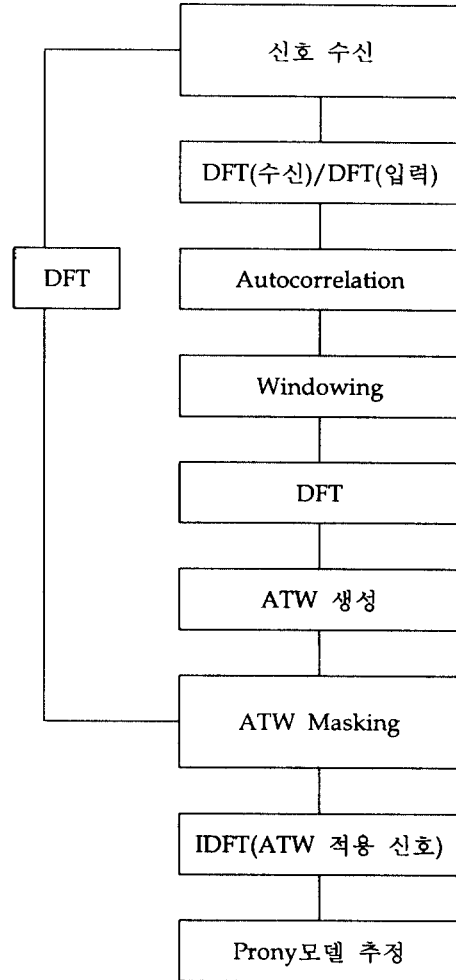 신호 수신
DFT(수신)/DFT(입력)
DFT
Autocorrelation
Windowing
DFT
ATW 생성
ATW Masking
IDFT(ATW 적용 신호)
Prony모델 추정